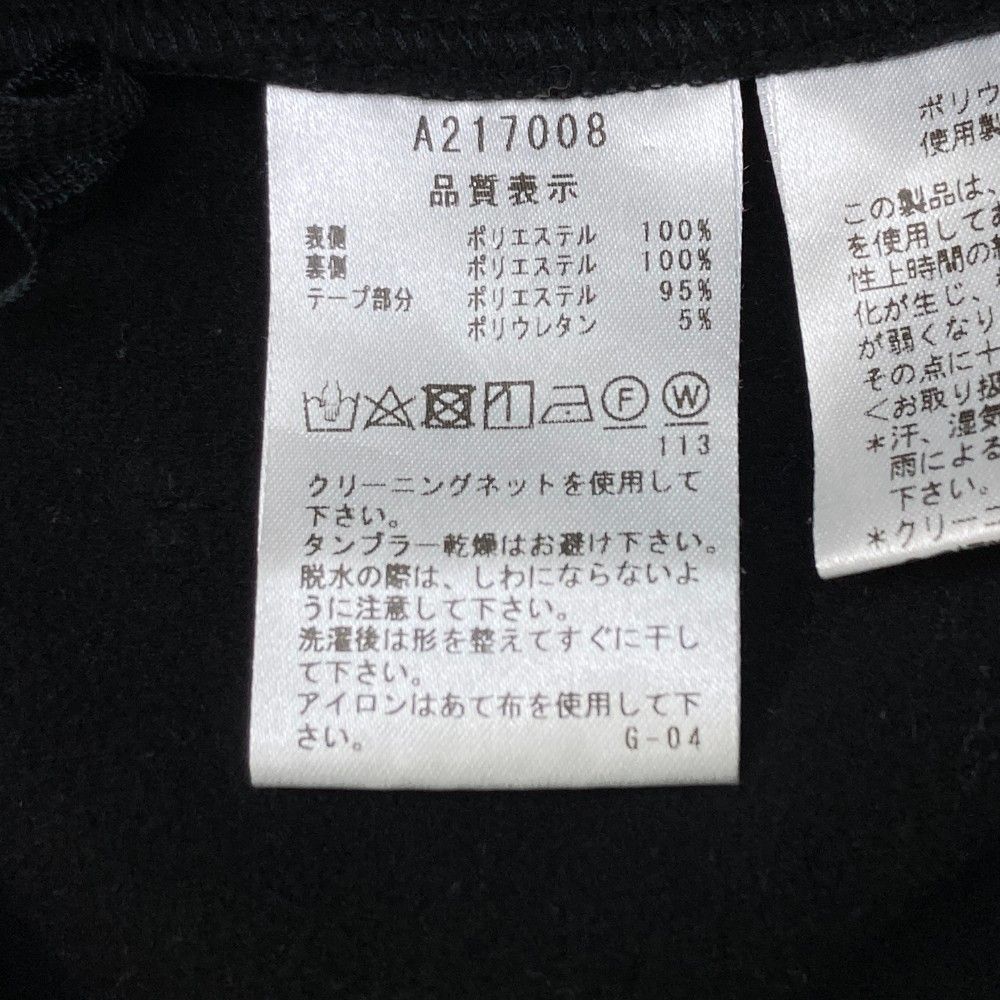 A217008
品質表示
表側 ポリエステル 100%
裏側 ポリエステル 100%
テープ部分 ポリエステル 95%
ポリウレタン 5%
F W
113
クリーニングネットを使用して
下さい。
タンブラー乾燥はお避け下さい。
脱水の際は、しわにならないよ
うに注意して下さい。
洗濯後は形を整えてすぐに干し
て下さい。
アイロンはあて布を使用して下
さい。 G-04
ポリウ
使用製
この製品は、
を使用してお
性上時間の
化が生じ、
が弱くなり
その点に十
<お取り扱
*汗、湿気
雨による
下さい。
*クリーニ